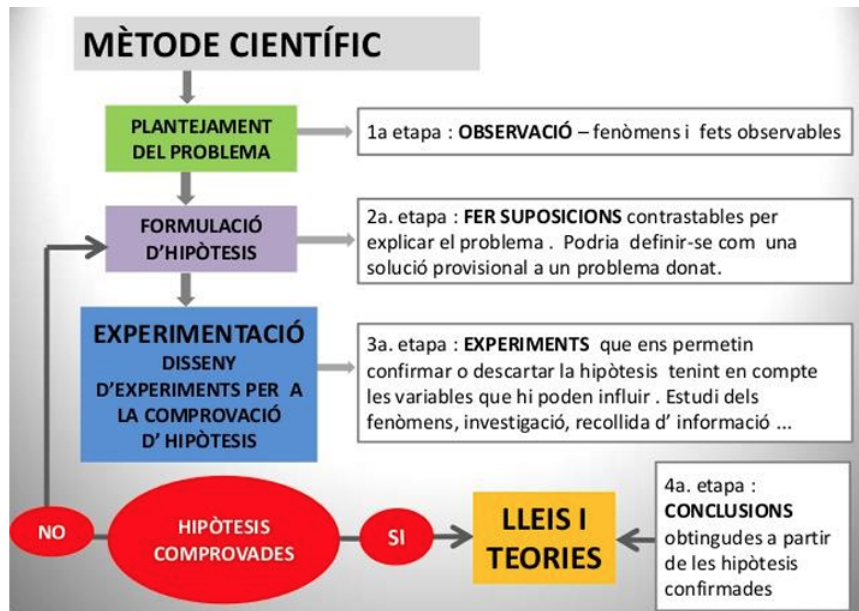 MÈTODE CIENTÍFIC
PLANTEJAMENT
DEL PROBLEMA
1a etapa : OBSERVACIÓ – fenòmens i fets observables
FORMULACIÓ
D'HIPÒTESIS
2a. etapa : FER SUPOSICIONS contrastables per
explicar el problema . Podria definir-se com una
solució provisional a un problema donat.
EXPERIMENTACIÓ
DISSENY
D'EXPERIMENTS PER A
LA COMPROVACIÓ
D' HIPÒTESIS
3a. etapa : EXPERIMENTS que ens permetin
confirmar o descartar la hipòtesis tenint en compte
les variables que hi poden influir . Estudi dels
fenòmens, investigació, recollida d' informació ...
NO
HIPÒTESIS
COMPROVADES
SI
LLEIS I
TEORIES
4a. etapa :
CONCLUSIONS
obtingudes a partir
de les hipòtesis
confirmades